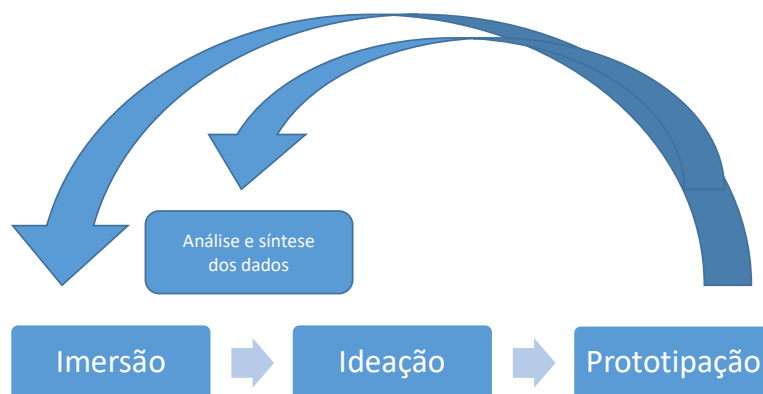 Análise e síntese
dos dados
Imersão
Ideação
Prototipação